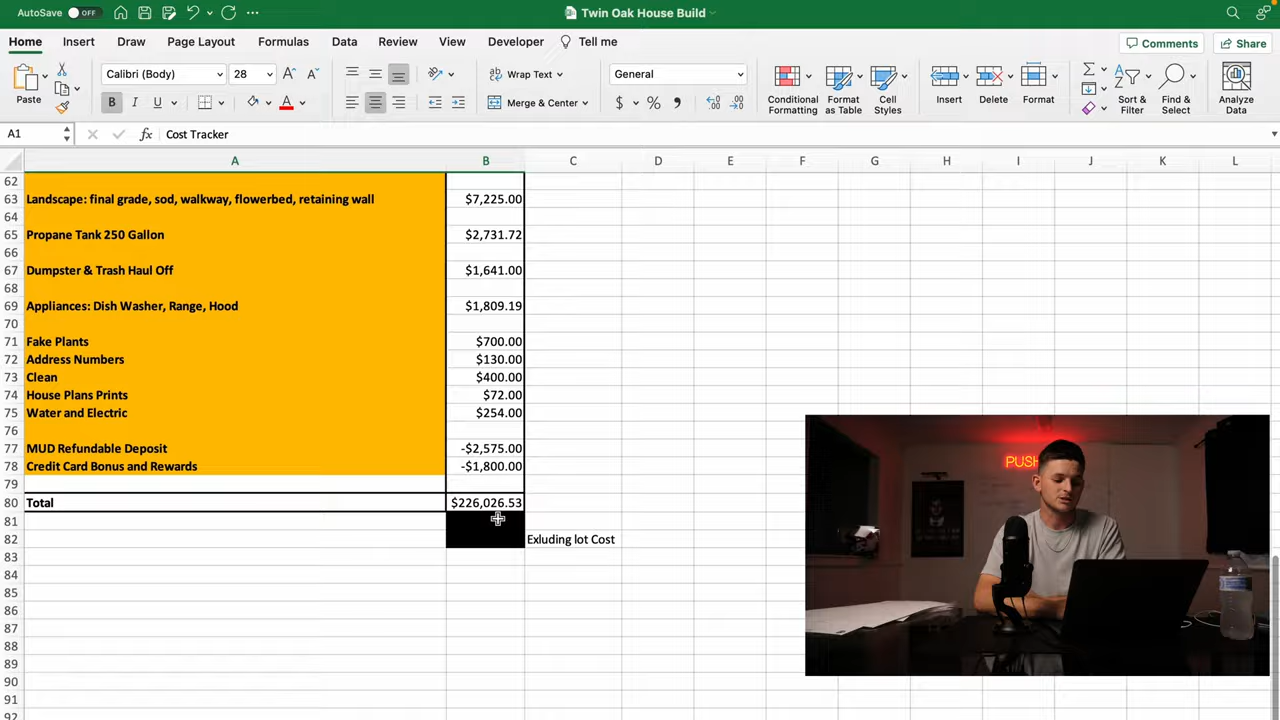 AutoSave OFF Twin Oak House Build
Home Insert Draw Page Layout Formulas Data Review View Developer Tell me Comments Share
Paste Calibri (Body) 28 A A Wrap Text General Conditional Formatting Format as Table Cell Styles Insert Delete Format Sort & Filter Find & Select Analyze Data
B I U A Merge & Center $ %
A1 fx Cost Tracker
A B C D E F G H I J K L
62
63 Landscape: final grade, sod, walkway, flowerbed, retaining wall $7,225.00
64
65 Propane Tank 250 Gallon $2,731.72
66
67 Dumpster & Trash Haul Off $1,641.00
68
69 Appliances: Dish Washer, Range, Hood $1,809.19
70
71 Fake Plants $700.00
72 Address Numbers $130.00
73 Clean $400.00
74 House Plans Prints $72.00
75 Water and Electric $254.00
76
77 MUD Refundable Deposit -$2,575.00
78 Credit Card Bonus and Rewards -$1,800.00
79
80 Total $226,026.53
81
82 Exluding lot Cost
83
84
85
86
87
88
89
90
91
92
PUSH